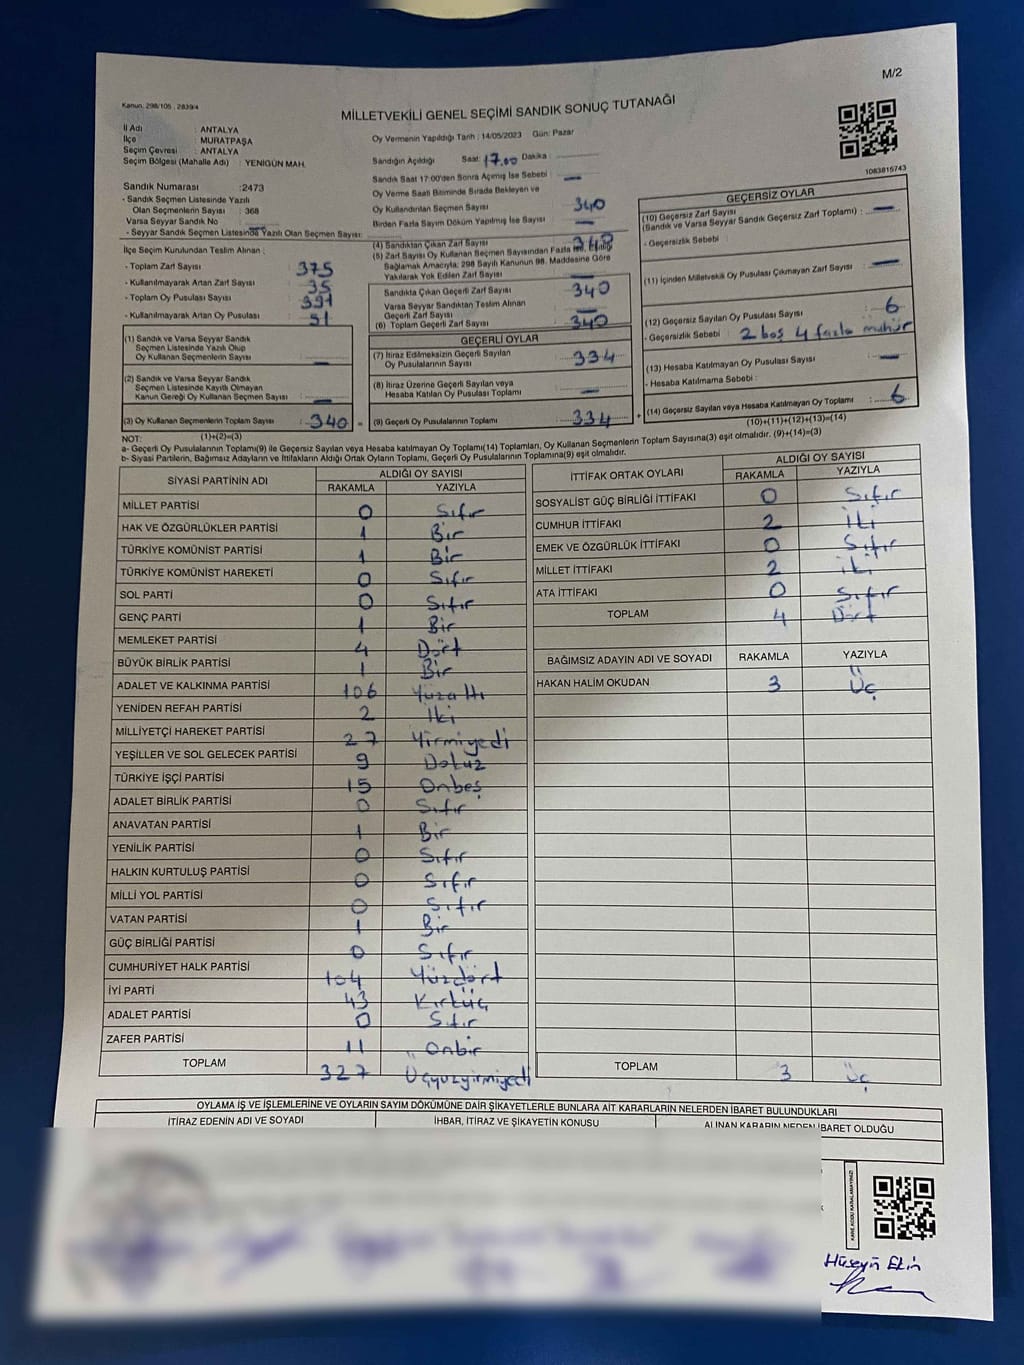 M/2
Kanun: 298/105 , 2839/4
MİLLETVEKİLİ GENEL SEÇİMİ SANDIK SONUÇ TUTANAĞI
İl Adı : ANTALYA
İlçe : MURATPAŞA
Seçim Çevresi : ANTALYA
Seçim Bölgesi (Mahalle Adı) : YENİGÜN MAH.
Sandık Numarası :2473
- Sandık Seçmen Listesinde Yazılı
Olan Seçmenlerin Sayısı : 368
Varsa Seyyar Sandık No :
- Seyyar Sandık Seçmen Listesinde Yazılı Olan Seçmen Sayısı:
Oy Vermenin Yapıldığı Tarih : 14/05/2023 Gün: Pazar
Sandığın Açıldığı Saat: 17.00 Dakika :
Sandık Saat 17:00'den Sonra Açılmış İse Sebebi : —
Oy Verme Saati Bitiminde Sırada Bekleyen ve
Oy Kullandırılan Seçmen Sayısı : 340
Birden Fazla Sayım Döküm Yapılmış İse Sayısı : —
1083815743
İlçe Seçim Kurulundan Teslim Alınan :
- Toplam Zarf Sayısı : 375
- Kullanılmayarak Artan Zarf Sayısı : 35
- Toplam Oy Pusulası Sayısı : 391
- Kullanılmayarak Artan Oy Pusulası : 51
(1) Sandık ve Varsa Seyyar Sandık
Seçmen Listesinde Yazılı Olup
Oy Kullanan Seçmenlerin Sayısı : —
(2) Sandık ve Varsa Seyyar Sandık
Seçmen Listesinde Kayıtlı Olmayan
Kanun Gereği Oy Kullanan Seçmen Sayısı : —
(3) Oy Kullanan Seçmenlerin Toplam Sayısı : 340
(1)+(2)=(3)
(4) Sandıktan Çıkan Zarf Sayısı : 340
(5) Zarf Sayısı Oy Kullanan Seçmen Sayısından Fazla ise, Eşitliği
Sağlamak Amacıyla; 298 Sayılı Kanunun 98. Maddesine Göre
Yakılarak Yok Edilen Zarf Sayısı : —
Sandıkta Çıkan Geçerli Zarf Sayısı : 340
Varsa Seyyar Sandıktan Teslim Alınan
Geçerli Zarf Sayısı : —
(6) Toplam Geçerli Zarf Sayısı : 340
GEÇERLİ OYLAR
(7) İtiraz Edilmeksizin Geçerli Sayılan
Oy Pusulalarının Sayısı : 334
(8) İtiraz Üzerine Geçerli Sayılan veya
Hesaba Katılan Oy Pusulası Toplamı : —
(9) Geçerli Oy Pusulalarının Toplamı : 334
GEÇERSİZ OYLAR
(10) Geçersiz Zarf Sayısı
(Sandık ve Varsa Seyyar Sandık Geçersiz Zarf Toplamı) : —
- Geçersizlik Sebebi :
(11) İçinden Milletvekili Oy Pusulası Çıkmayan Zarf Sayısı : —
(12) Geçersiz Sayılan Oy Pusulası Sayısı : 6
- Geçersizlik Sebebi : 2 boş 4 fazla mühür
(13) Hesaba Katılmayan Oy Pusulası Sayısı : —
- Hesaba Katılmama Sebebi :
(14) Geçersiz Sayılan veya Hesaba Katılmayan Oy Toplamı : 6
(10)+(11)+(12)+(13)=(14)
NOT:
a- Geçerli Oy Pusulalarının Toplamı(9) ile Geçersiz Sayılan veya Hesaba katılmayan Oy Toplamı(14) Toplamları, Oy Kullanan Seçmenlerin Toplam Sayısına(3) eşit olmalıdır. (9)+(14)=(3)
b- Siyasi Partilerin, Bağımsız Adayların ve İttifakların Aldığı Ortak Oyların Toplamı, Geçerli Oy Pusulalarının Toplamına(9) eşit olmalıdır.
SİYASİ PARTİNİN ADI ALDIĞI OY SAYISI
RAKAMLA YAZIYLA
MİLLET PARTİSİ 0 Sıfır
HAK VE ÖZGÜRLÜKLER PARTİSİ 1 Bir
TÜRKİYE KOMÜNİST PARTİSİ 1 Bir
TÜRKİYE KOMÜNİST HAREKETİ 0 Sıfır
SOL PARTİ 0 Sıfır
GENÇ PARTİ 1 Bir
MEMLEKET PARTİSİ 4 Dört
BÜYÜK BİRLİK PARTİSİ 1 Bir
ADALET VE KALKINMA PARTİSİ 106 Yüzaltı
YENİDEN REFAH PARTİSİ 2 İki
MİLLİYETÇİ HAREKET PARTİSİ 27 Yirmiyedi
YEŞİLLER VE SOL GELECEK PARTİSİ 9 Dokuz
TÜRKİYE İŞÇİ PARTİSİ 15 Onbeş
ADALET BİRLİK PARTİSİ 0 Sıfır
ANAVATAN PARTİSİ 1 Bir
YENİLİK PARTİSİ 0 Sıfır
HALKIN KURTULUŞ PARTİSİ 0 Sıfır
MİLLİ YOL PARTİSİ 0 Sıfır
VATAN PARTİSİ 1 Bir
GÜÇ BİRLİĞİ PARTİSİ 0 Sıfır
CUMHURİYET HALK PARTİSİ 104 Yüzdört
İYİ PARTİ 43 Kırküç
ADALET PARTİSİ 0 Sıfır
ZAFER PARTİSİ 11 Onbir
TOPLAM 327 Üçyüzyirmiyedi
İTTİFAK ORTAK OYLARI ALDIĞI OY SAYISI
RAKAMLA YAZIYLA
SOSYALİST GÜÇ BİRLİĞİ İTTİFAKI 0 Sıfır
CUMHUR İTTİFAKI 2 İki
EMEK VE ÖZGÜRLÜK İTTİFAKI 0 Sıfır
MİLLET İTTİFAKI 2 iki
ATA İTTİFAKI 0 Sıfır
TOPLAM 4 Dört
BAĞIMSIZ ADAYIN ADI VE SOYADI RAKAMLA YAZIYLA
HAKAN HALİM OKUDAN 3 Üç
TOPLAM 3 Üç
OYLAMA İŞ VE İŞLEMLERİNE VE OYLARIN SAYIM DÖKÜMÜNE DAİR ŞİKAYETLERLE BUNLARA AİT KARARLARIN NELERDEN İBARET BULUNDUKLARI
İTİRAZ EDENİN ADI VE SOYADI İHBAR, İTİRAZ VE ŞİKAYETİN KONUSU ALINAN KARARIN NEDEN İBARET OLDUĞU
KARE KODU KARALAMAYINIZ!
Hüseyin Ekin